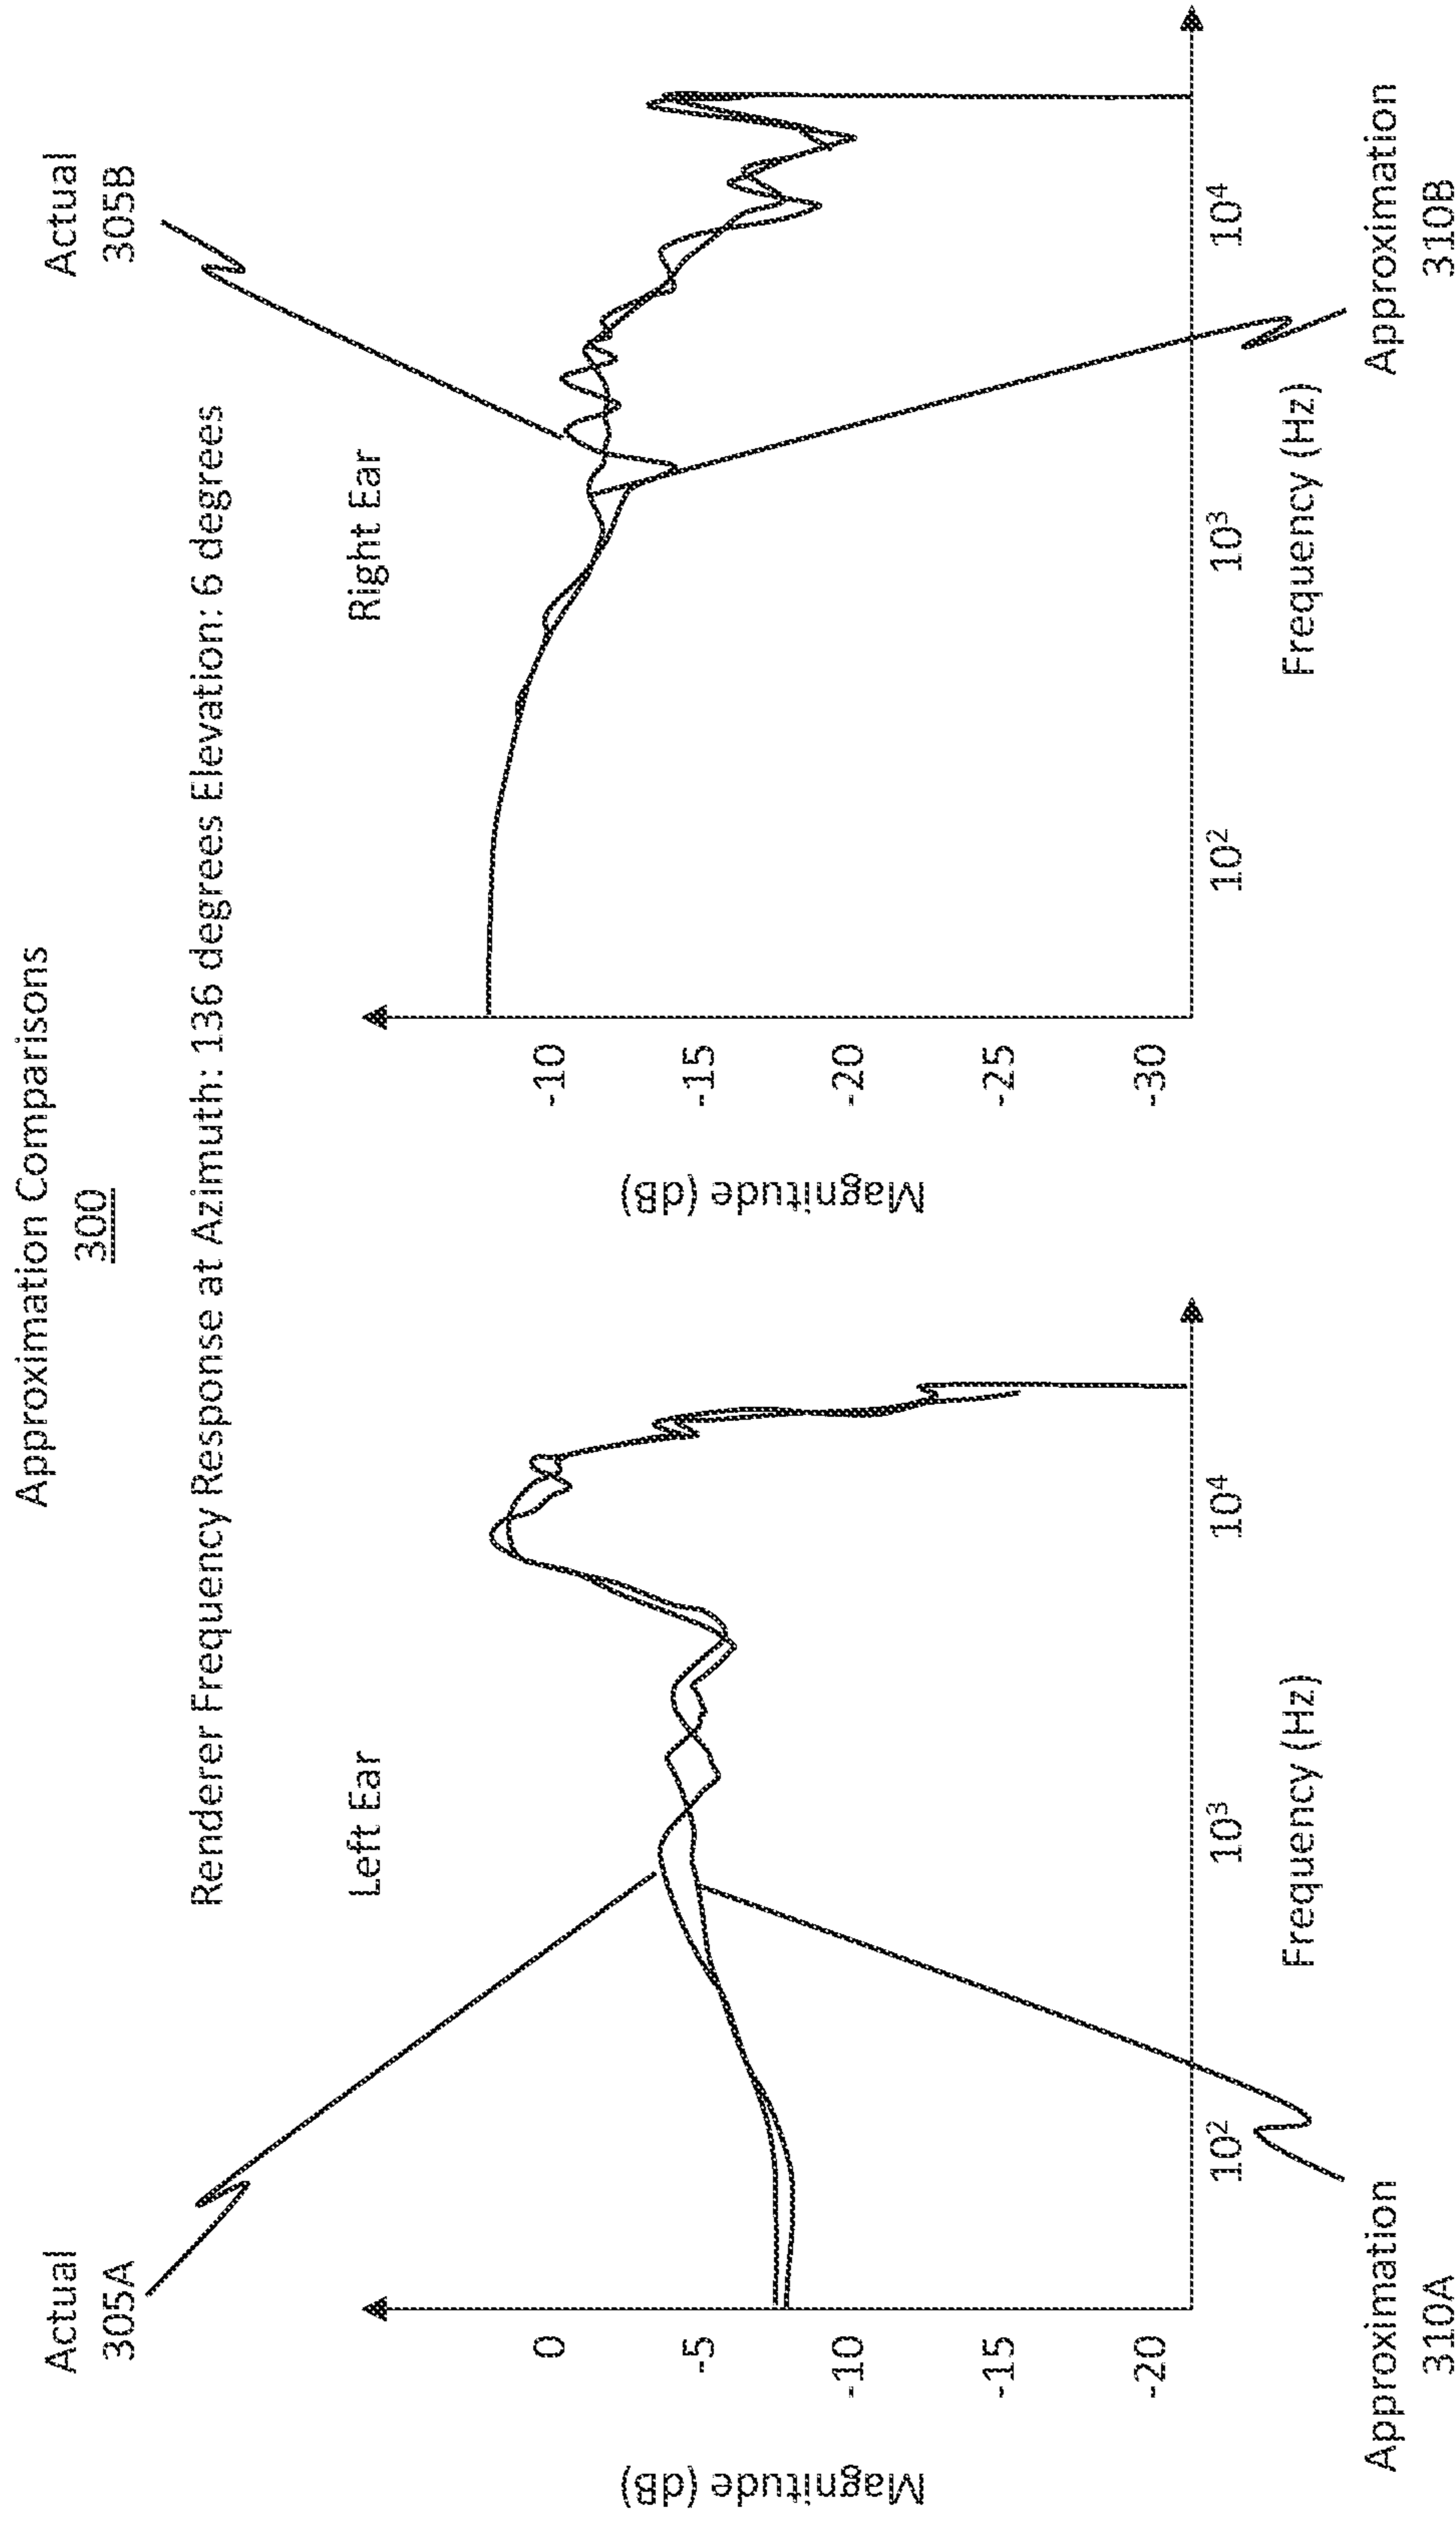 Approximation Comparisons
300
Renderer Frequency Response at Azimuth: 136 degrees Elevation: 6 degrees
Actual
305A
Left Ear
Magnitude (dB)
0
-5
-10
-15
-20
10²
10³
10⁴
Frequency (Hz)
Approximation
310A
Actual
305B
Right Ear
Magnitude (dB)
-10
-15
-20
-25
-30
10²
10³
10⁴
Frequency (Hz)
Approximation
310B